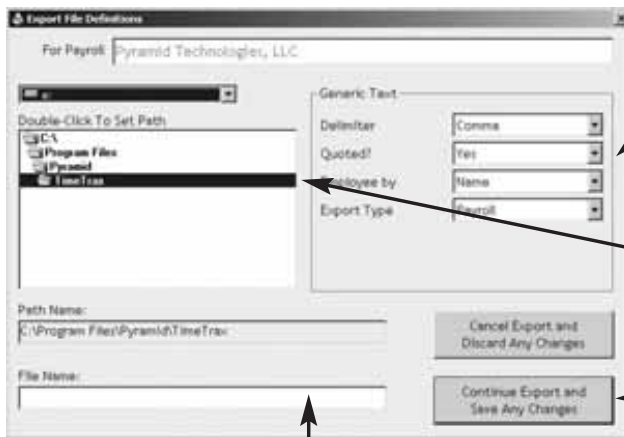 Export File Definitions
For Payroll Pyramid Technologies, LLC
c:
Double-Click To Set Path
C:\
Program Files
Pyramid
TimeTrax
Generic Text
Delimiter Comma
Quoted? Yes
Employee by Name
Export Type Payroll
Path Name:
C:\Program Files\Pyramid\TimeTrax
File Name:
Cancel Export and
Discard Any Changes
Continue Export and
Save Any Changes